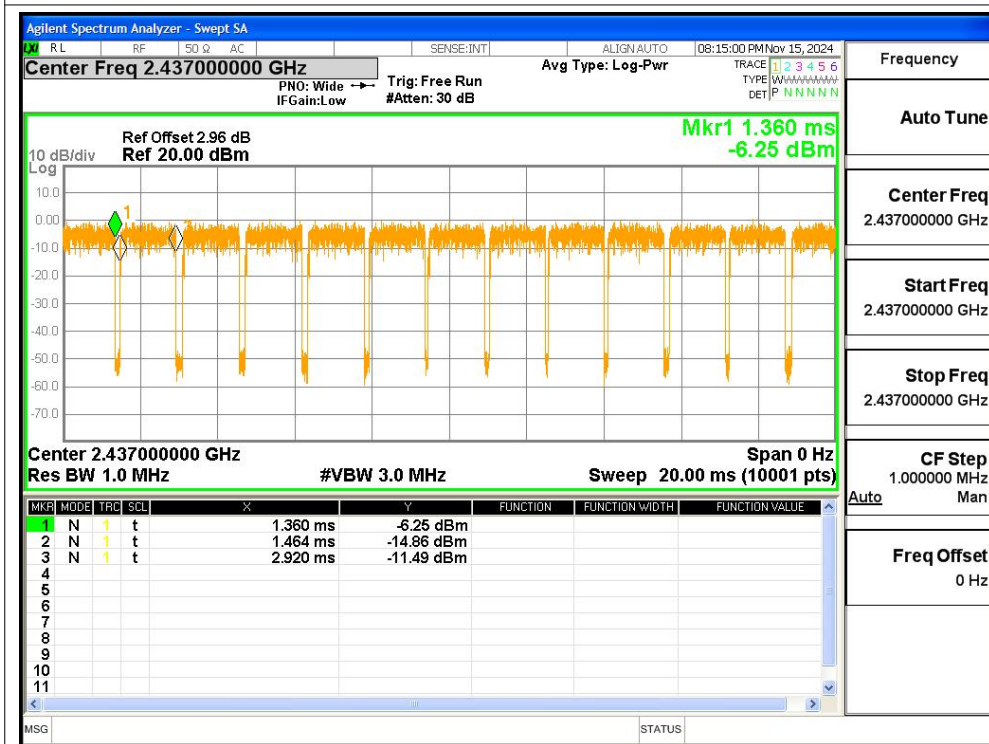 Agilent Spectrum Analyzer - Swept SA
LXI RL RF 50 Ω AC SENSE:INT ALIGN AUTO 08:15:00 PM Nov 15, 2024
Center Freq 2.437000000 GHz
Avg Type: Log-Pwr
TRACE 1 2 3 4 5 6
PNO: Wide
Trig: Free Run
TYPE WWWWWW
IFGain:Low
#Atten: 30 dB
DET P N N N N N
Mkr1 1.360 ms
-6.25 dBm
Ref Offset 2.96 dB
10 dB/div Ref 20.00 dBm
Log
10.0
0.00
-10.0
-20.0
-30.0
-40.0
-50.0
-60.0
-70.0
1
Center 2.437000000 GHz Span 0 Hz
Res BW 1.0 MHz #VBW 3.0 MHz Sweep 20.00 ms (10001 pts)
MKR MODE TRC SCL X Y FUNCTION FUNCTION WIDTH FUNCTION VALUE
1 N 1 t 1.360 ms -6.25 dBm
2 N 1 t 1.464 ms -14.86 dBm
3 N 1 t 2.920 ms -11.49 dBm
4
5
6
7
8
9
10
11
MSG STATUS
Frequency
Auto Tune
Center Freq
2.437000000 GHz
Start Freq
2.437000000 GHz
Stop Freq
2.437000000 GHz
CF Step
1.000000 MHz
Auto Man
Freq Offset
0 Hz